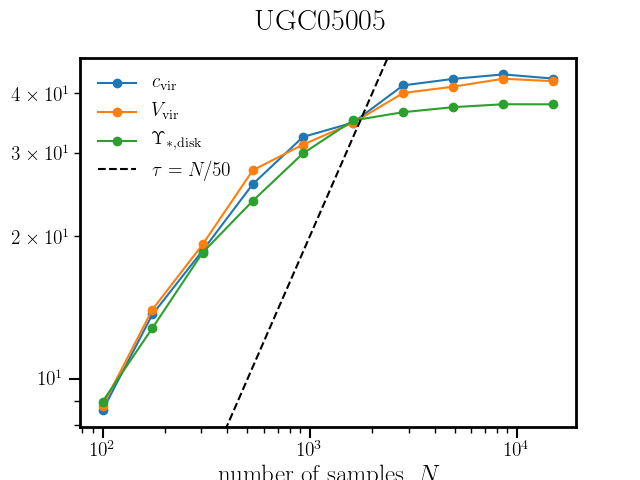 UGC05005
c_vir
V_vir
Υ_{*,disk}
τ = N/50
4 × 10^1
3 × 10^1
2 × 10^1
10^1
10^2
10^3
10^4
number of samples, N